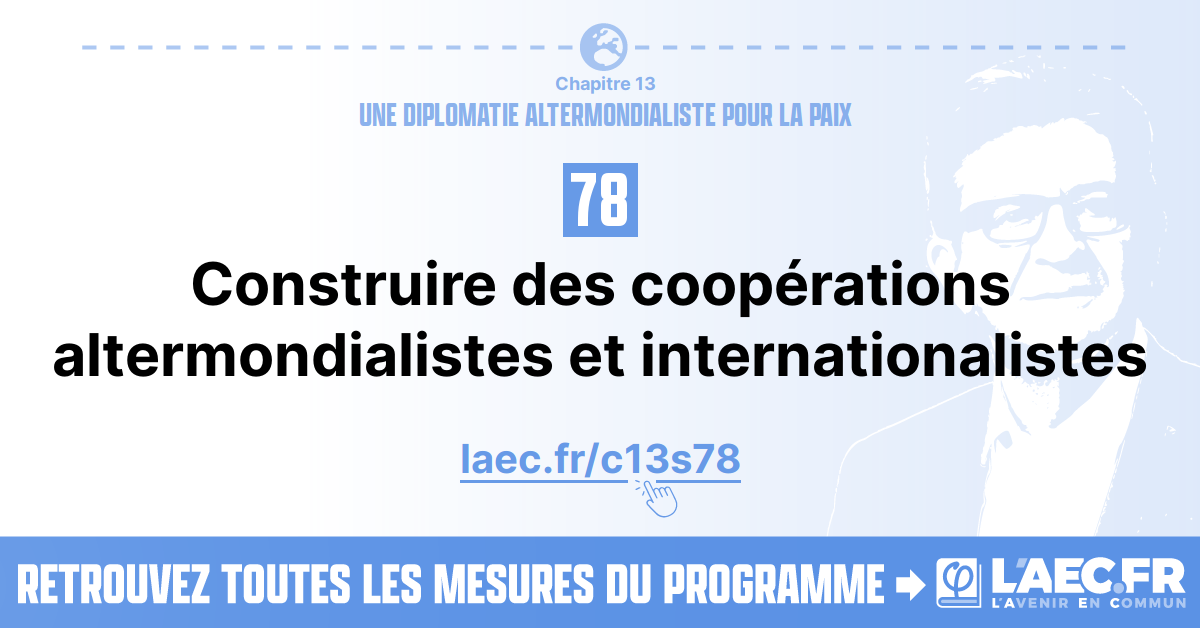 Chapitre 13
UNE DIPLOMATIE ALTERMONDIALISTE POUR LA PAIX
78
Construire des coopérations
altermondialistes et internationalistes
laec.fr/c13s78
RETROUVEZ TOUTES LES MESURES DU PROGRAMME
φ
L'AEC.FR
L'AVENIR EN COMMUN